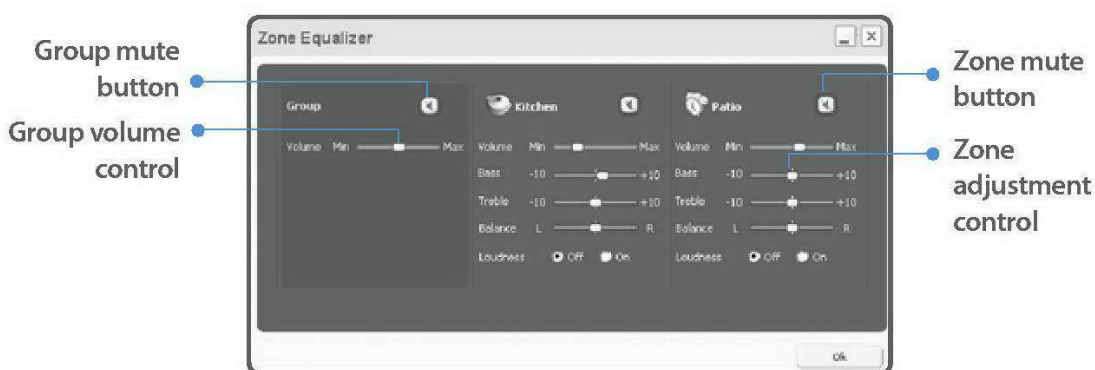 Group mute
button
Group volume
control
Zone Equalizer
Group
Volume Min Max
Kitchen
Volume Min Max
Bass -10 +10
Treble -10 +10
Balance L R
Loudness Off On
Patio
Volume Min Max
Bass -10 +10
Treble -10 +10
Balance L R
Loudness Off On
Ok
Zone mute
button
Zone
adjustment
control